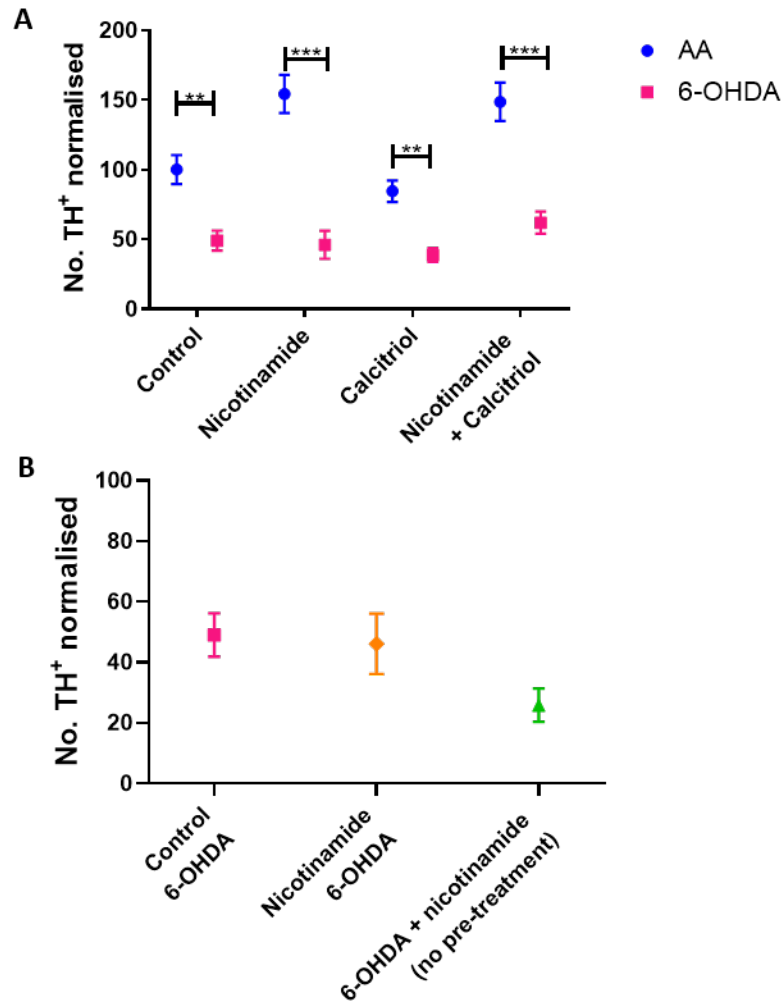 A
200
150
100
50
0
No. TH⁺ normalised
**
***
**
***
AA
6-OHDA
Control
Nicotinamide
Calcitriol
Nicotinamide
+ Calcitriol
B
100
80
60
40
20
0
No. TH⁺ normalised
Control
6-OHDA
Nicotinamide
6-OHDA
6-OHDA + nicotinamide
(no pre-treatment)